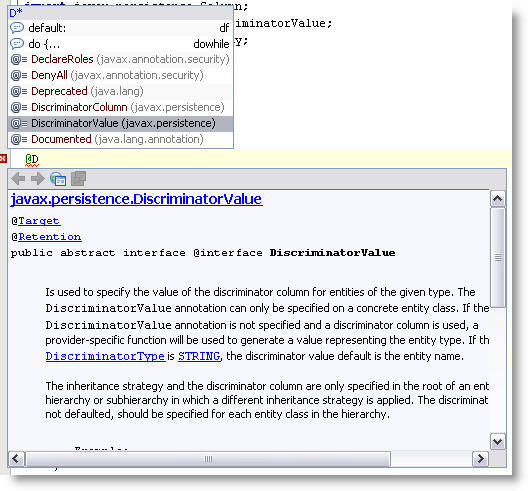 import javax.persistence.Column;
D*
criminatorValue;
default: df
ty;
do {... dowhile
DeclareRoles (javax.annotation.security)
DenyAll (javax.annotation.security)
Deprecated (java.lang)
DiscriminatorColumn (javax.persistence)
DiscriminatorValue (javax.persistence)
Documented (java.lang.annotation)
@D
javax.persistence.DiscriminatorValue
@Target
@Retention
public abstract interface @interface DiscriminatorValue
Is used to specify the value of the discriminator column for entities of the given type. The
DiscriminatorValue annotation can only be specified on a concrete entity class. If the
DiscriminatorValue annotation is not specified and a discriminator column is used, a
provider-specific function will be used to generate a value representing the entity type. If th
DiscriminatorType is STRING, the discriminator value default is the entity name.
The inheritance strategy and the discriminator column are only specified in the root of an ent
hierarchy or subhierarchy in which a different inheritance strategy is applied. The discriminat
not defaulted, should be specified for each entity class in the hierarchy.
Example: